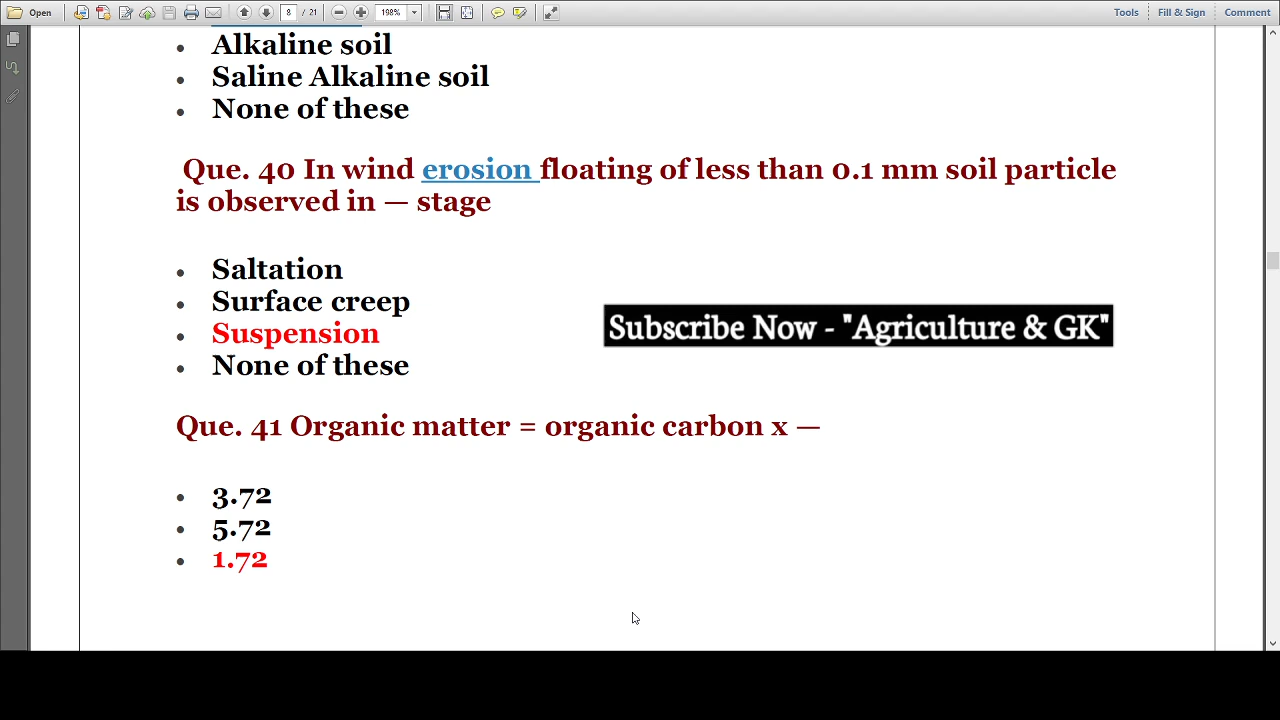 Open
8
/ 21
198%
Tools
Fill & Sign
Comment
Alkaline soil
Saline Alkaline soil
None of these
Que. 40 In wind erosion floating of less than 0.1 mm soil particle
is observed in — stage
Saltation
Surface creep
Suspension
None of these
Subscribe Now - "Agriculture & GK"
Que. 41 Organic matter = organic carbon x —
3.72
5.72
1.72